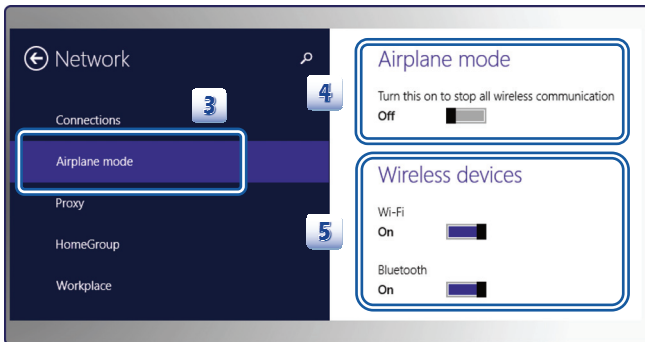 Network
3
Connections
Airplane mode
Proxy
HomeGroup
Workplace
4
Airplane mode
Turn this on to stop all wireless communication
Off
5
Wireless devices
Wi-Fi
On
Bluetooth
On